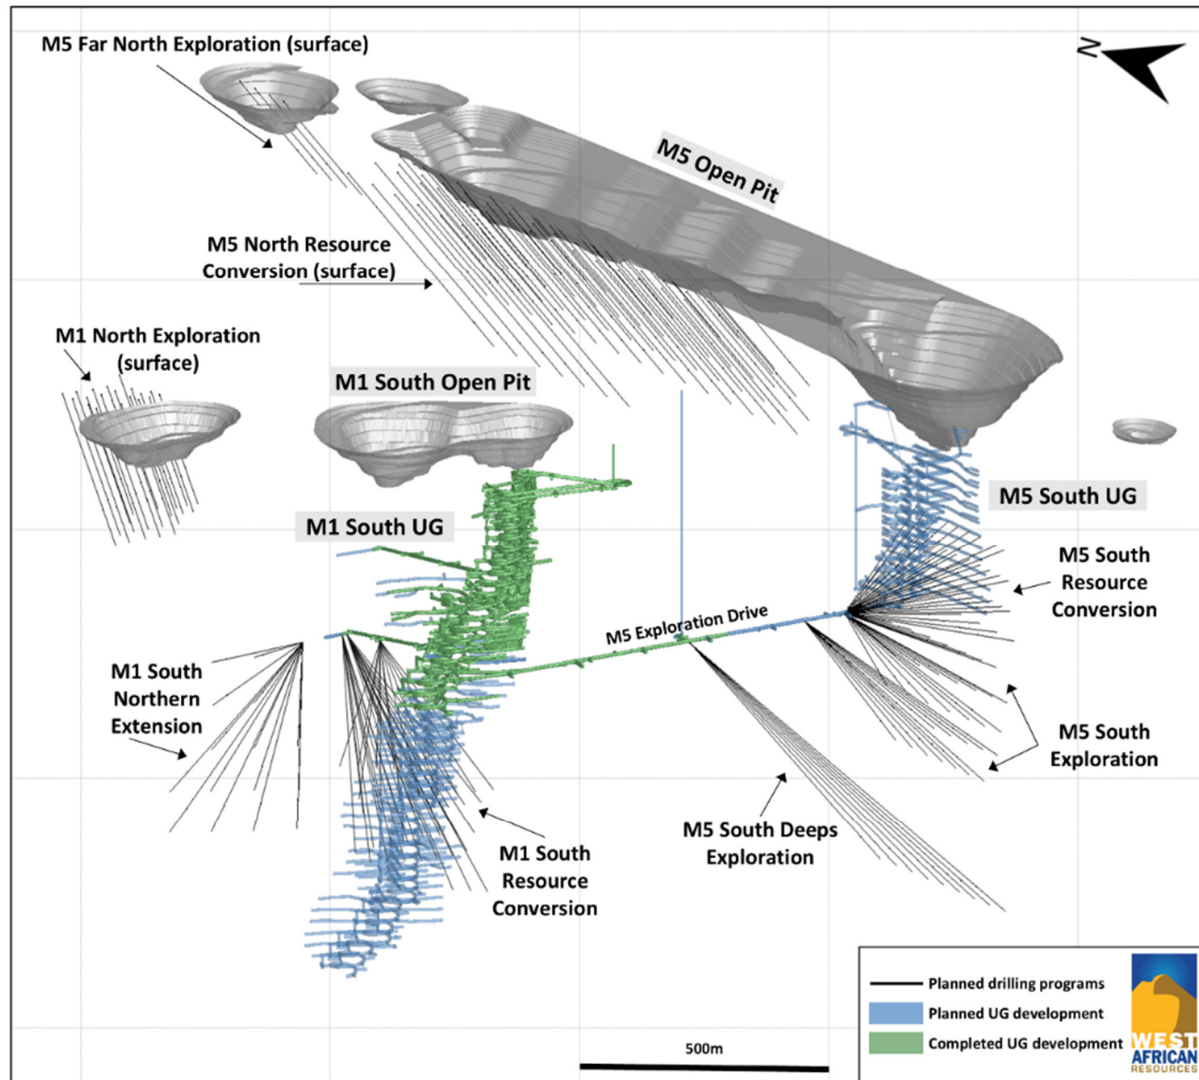 M5 Far North Exploration (surface)
N
M5 Open Pit
M5 North Resource
Conversion (surface)
M1 North Exploration
(surface)
M1 South Open Pit
M1 South UG
M5 South UG
M5 South
Resource
Conversion
M5 Exploration Drive
M1 South
Northern
Extension
M5 South
Exploration
M5 South Deeps
Exploration
M1 South
Resource
Conversion
Planned drilling programs
Planned UG development
Completed UG development
500m
WEST
AFRICAN
RESOURCES